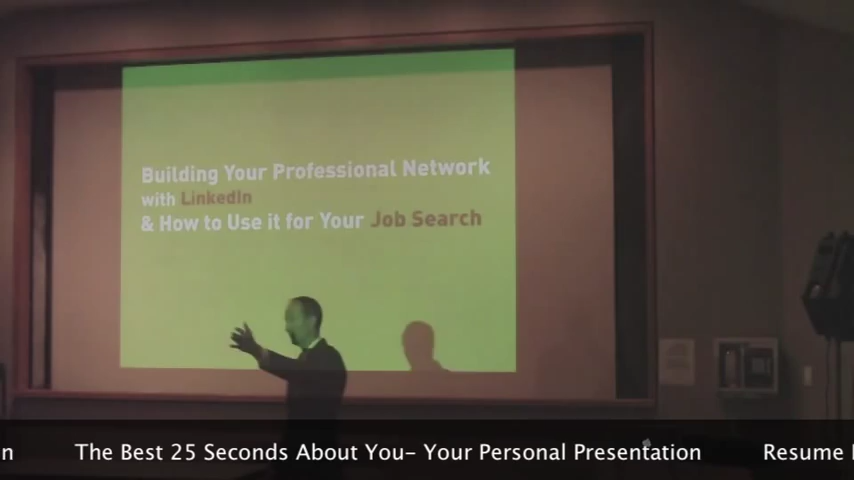 Building Your Professional Network
with LinkedIn
& How to Use it for Your Job Search
n The Best 25 Seconds About You- Your Personal Presentation Resume